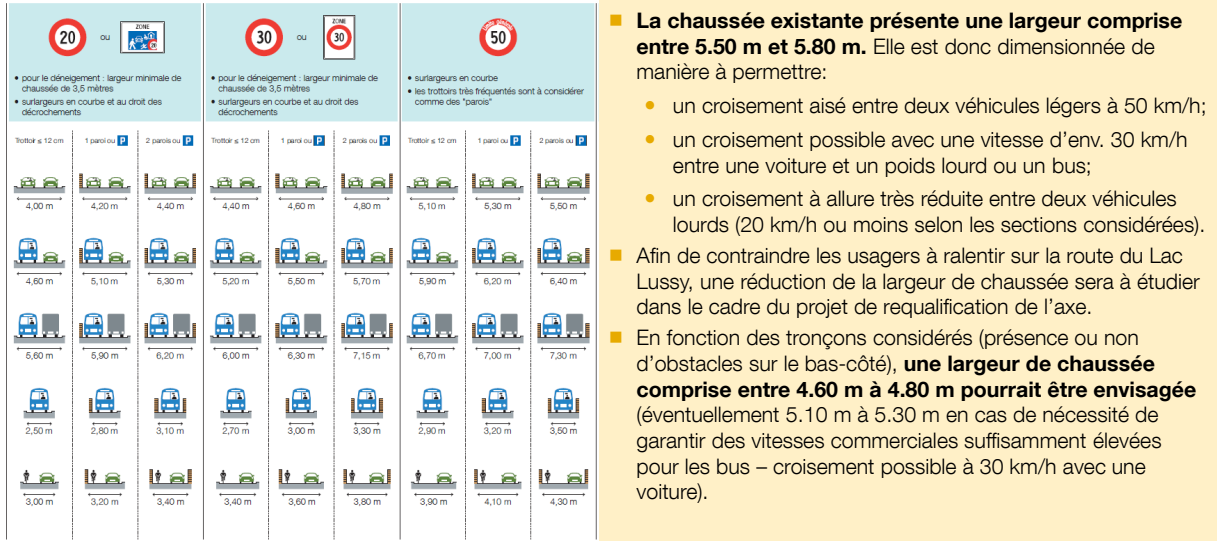 20 ou ZONE 20
• pour le déneigement : largeur minimale de
chaussée de 3,5 mètres
• surlargeurs en courbe et au droit des
décrochements
30 ou ZONE 30
• pour le déneigement : largeur minimale de
chaussée de 3,5 mètres
• surlargeurs en courbe et au droit des
décrochements
50
• surlargeurs en courbe
• les trottoirs très fréquentés sont à considérer
comme des "parois"
Trottoir ≤ 12 cm 1 paroi ou P 2 parois ou P Trottoir ≤ 12 cm 1 paroi ou P 2 parois ou P Trottoir ≤ 12 cm 1 paroi ou P 2 parois ou P
4,00 m 4,20 m 4,40 m 4,40 m 4,60 m 4,80 m 5,10 m 5,30 m 5,50 m
4,60 m 5,10 m 5,30 m 5,20 m 5,50 m 5,70 m 5,90 m 6,20 m 6,40 m
5,60 m 5,90 m 6,20 m 6,00 m 6,30 m 7,15 m 6,70 m 7,00 m 7,30 m
2,50 m 2,80 m 3,10 m 2,70 m 3,00 m 3,30 m 2,90 m 3,20 m 3,50 m
3,00 m 3,20 m 3,40 m 3,40 m 3,60 m 3,80 m 3,90 m 4,10 m 4,30 m
La chaussée existante présente une largeur comprise
entre 5.50 m et 5.80 m. Elle est donc dimensionnée de
manière à permettre:
• un croisement aisé entre deux véhicules légers à 50 km/h;
• un croisement possible avec une vitesse d'env. 30 km/h
entre une voiture et un poids lourd ou un bus;
• un croisement à allure très réduite entre deux véhicules
lourds (20 km/h ou moins selon les sections considérées).
Afin de contraindre les usagers à ralentir sur la route du Lac
Lussy, une réduction de la largeur de chaussée sera à étudier
dans le cadre du projet de requalification de l'axe.
En fonction des tronçons considérés (présence ou non
d'obstacles sur le bas-côté), une largeur de chaussée
comprise entre 4.60 m à 4.80 m pourrait être envisagée
(éventuellement 5.10 m à 5.30 m en cas de nécessité de
garantir des vitesses commerciales suffisamment élevées
pour les bus – croisement possible à 30 km/h avec une
voiture).